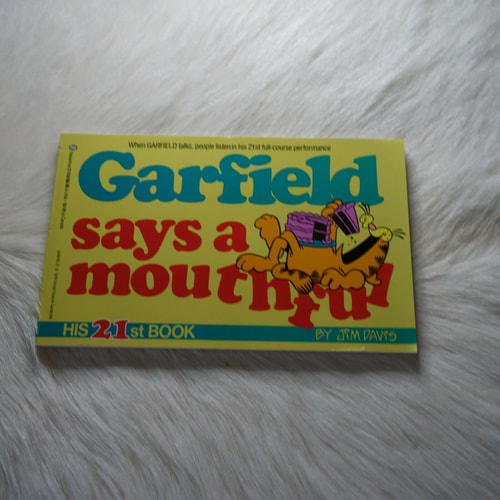 When GARFIELD talks, people listen in his 21st full-course performance
Garfield
says a
mouthful
HIS 21st BOOK
BY JIM DAVIS